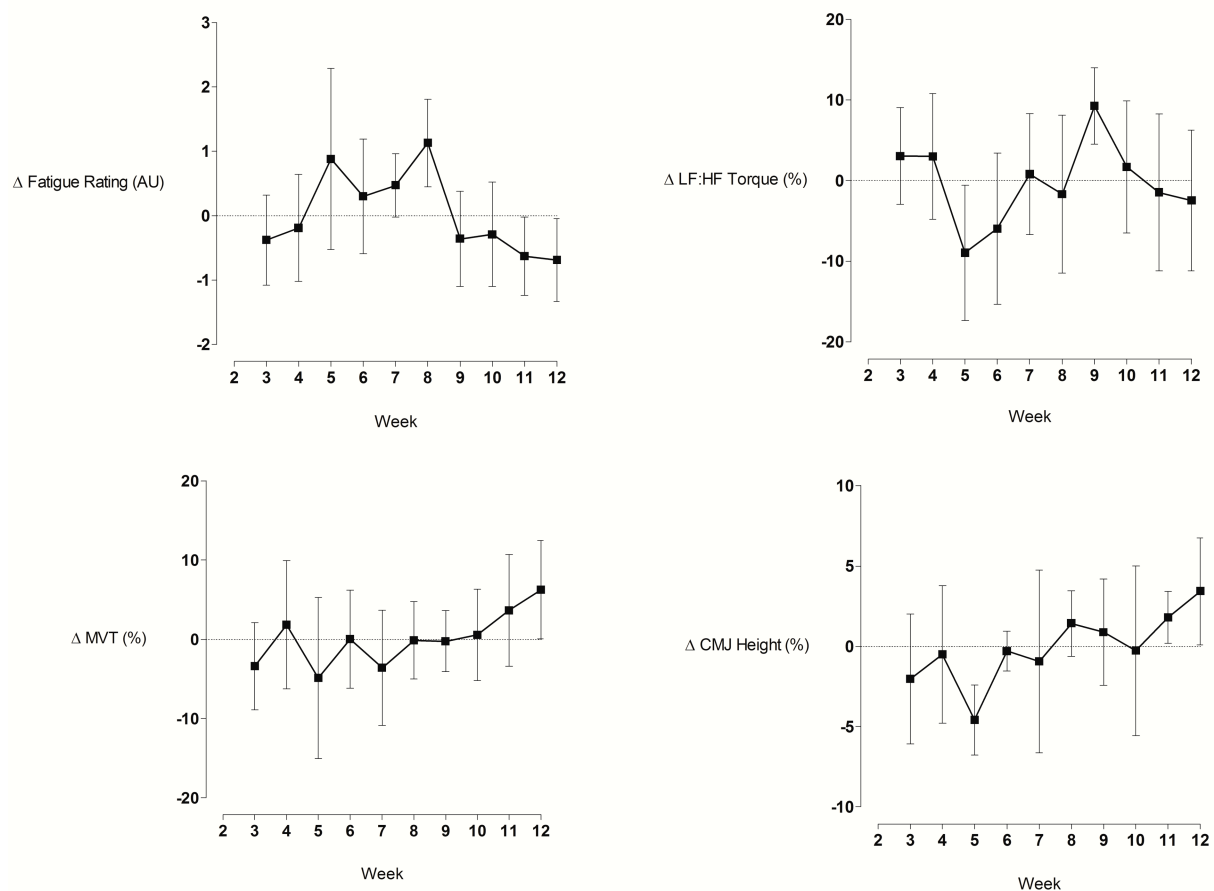 3
2
1
0
-1
-2
Δ Fatigue Rating (AU)
2 3 4 5 6 7 8 9 10 11 12
Week
20
10
0
-10
-20
Δ LF:HF Torque (%)
2 3 4 5 6 7 8 9 10 11 12
Week
20
10
0
-10
-20
Δ MVT (%)
2 3 4 5 6 7 8 9 10 11 12
Week
10
5
0
-5
-10
Δ CMJ Height (%)
2 3 4 5 6 7 8 9 10 11 12
Week